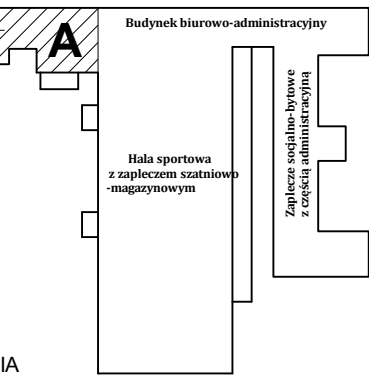 Budynek biurowo-administracyjny
A
Hala sportowa
z zapleczem szatniowo
-magazynowym
Zaplecze socjalno-bytowe
z częścią administracyjną
IA